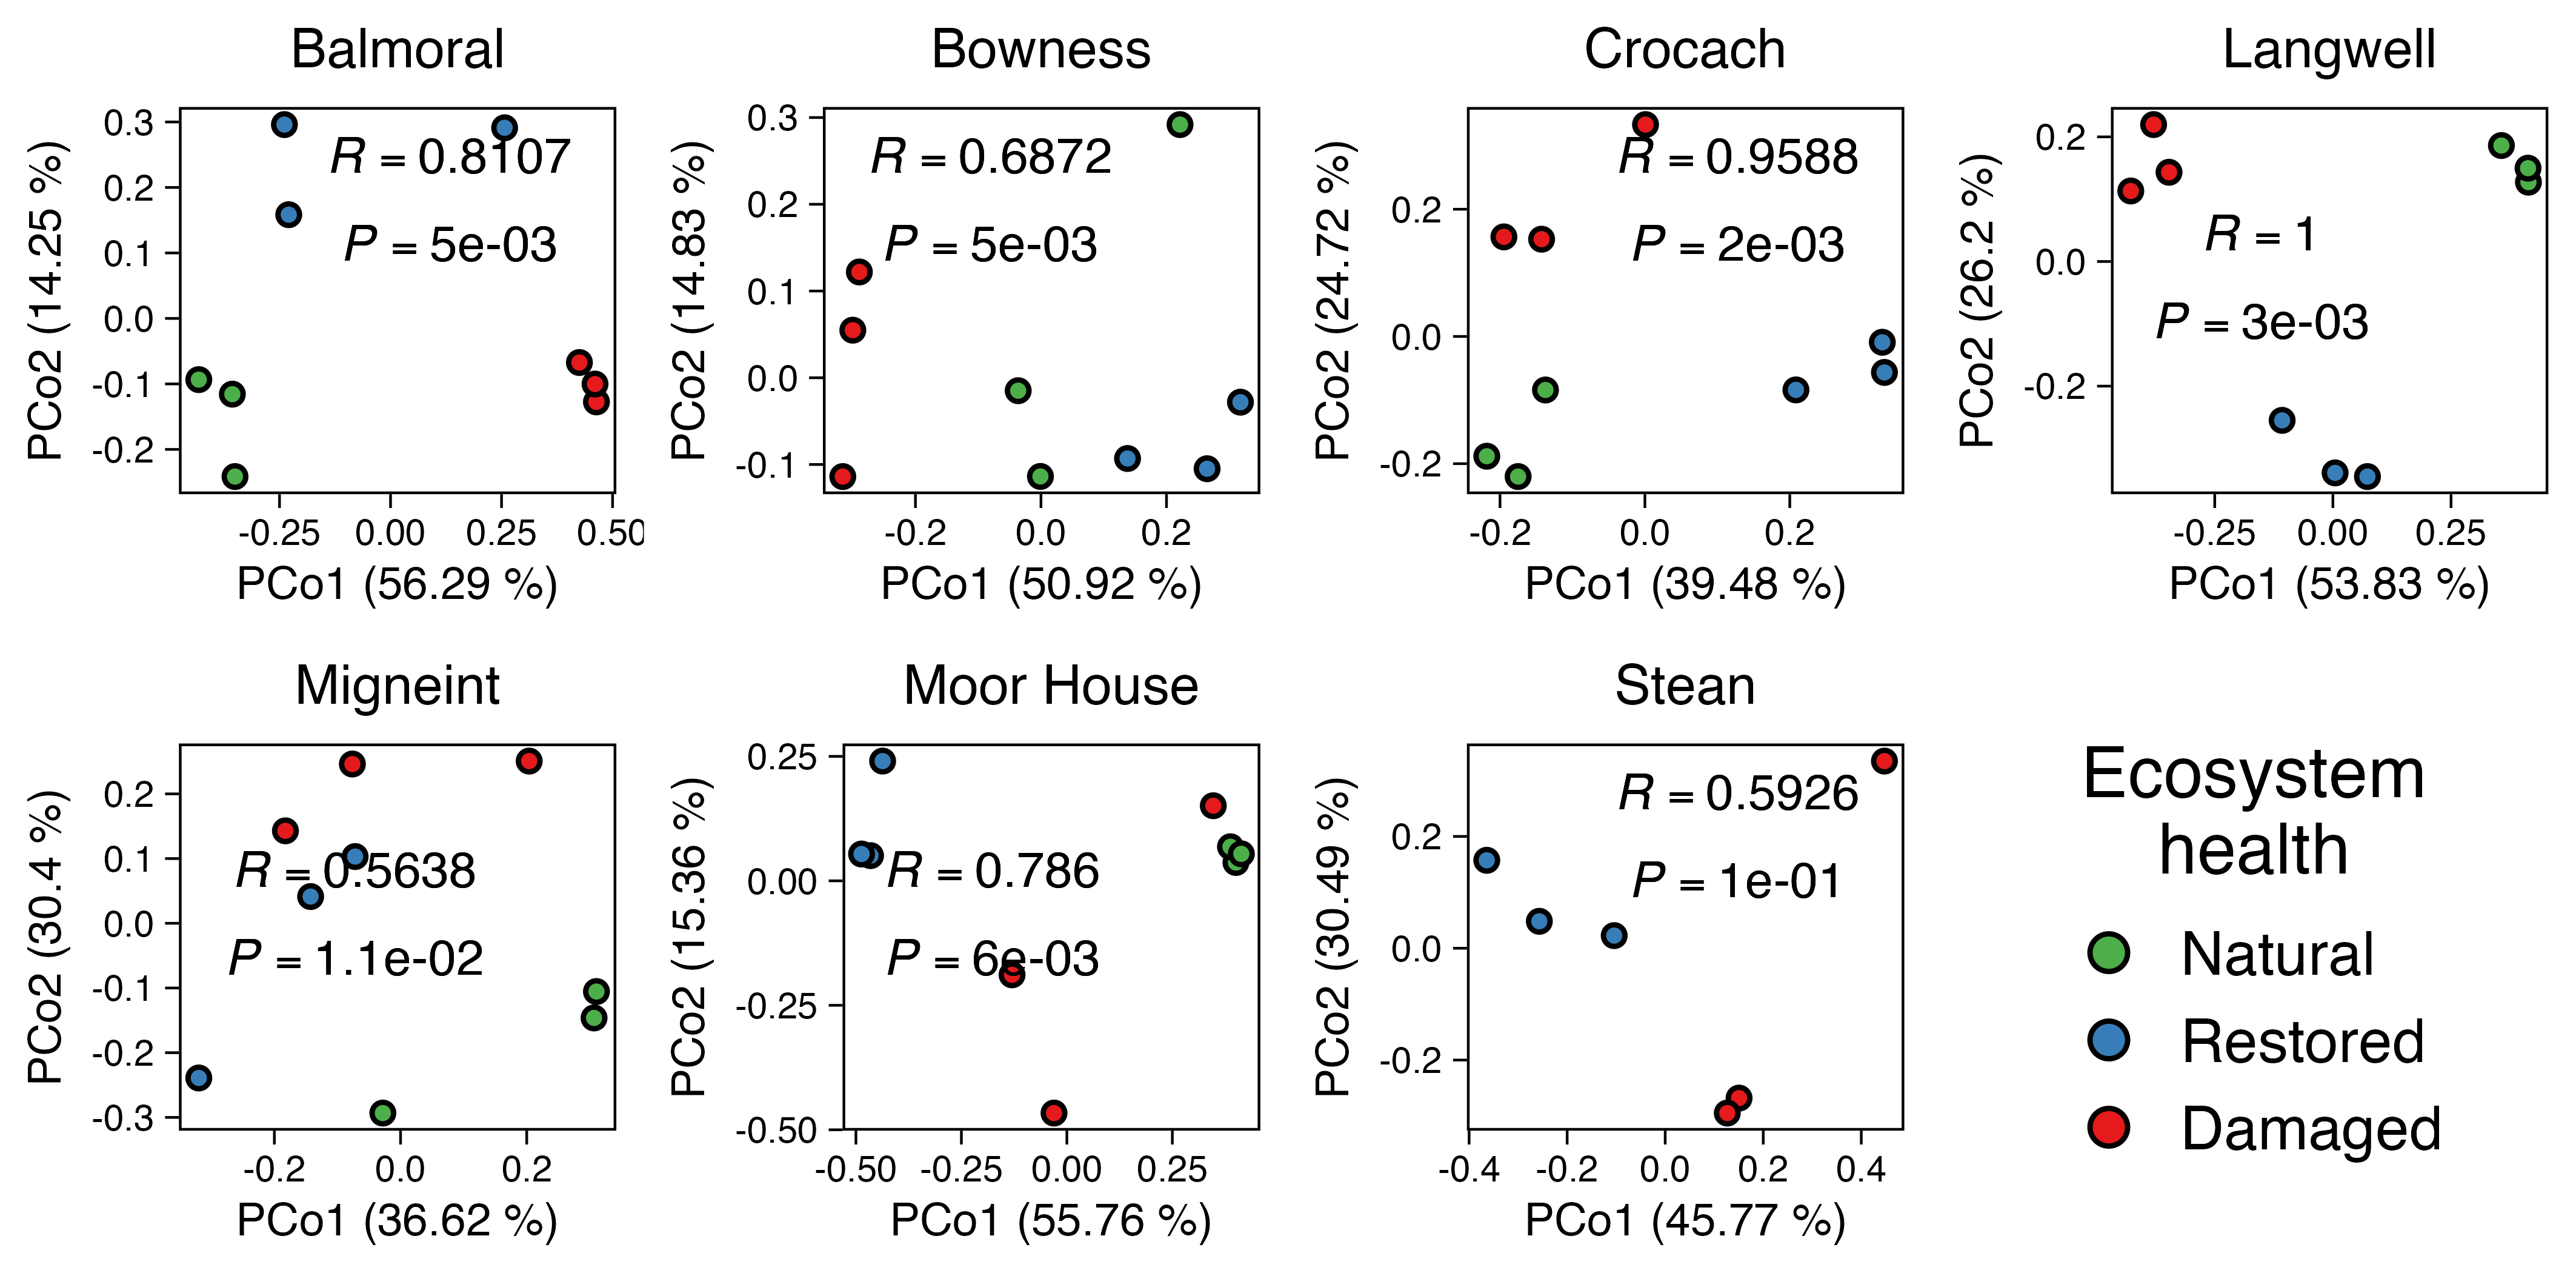 Balmoral
R = 0.8107
P = 5e-03
PCo2 (14.25 %)
0.3
0.2
0.1
0.0
-0.1
-0.2
-0.25 0.00 0.25 0.50
PCo1 (56.29 %)
Bowness
R = 0.6872
P = 5e-03
PCo2 (14.83 %)
0.3
0.2
0.1
0.0
-0.1
-0.2 0.0 0.2
PCo1 (50.92 %)
Crocach
R = 0.9588
P = 2e-03
PCo2 (24.72 %)
0.2
0.0
-0.2
-0.2 0.0 0.2
PCo1 (39.48 %)
Langwell
R = 1
P = 3e-03
PCo2 (26.2 %)
0.2
0.0
-0.2
-0.25 0.00 0.25
PCo1 (53.83 %)
Migneint
R = 0.5638
P = 1.1e-02
PCo2 (30.4 %)
0.2
0.1
0.0
-0.1
-0.2
-0.3
-0.2 0.0 0.2
PCo1 (36.62 %)
Moor House
R = 0.786
P = 6e-03
PCo2 (15.36 %)
0.25
0.00
-0.25
-0.50
-0.50 -0.25 0.00 0.25
PCo1 (55.76 %)
Stean
R = 0.5926
P = 1e-01
PCo2 (30.49 %)
0.2
0.0
-0.2
-0.4 -0.2 0.0 0.2 0.4
PCo1 (45.77 %)
Ecosystem
health
Natural
Restored
Damaged